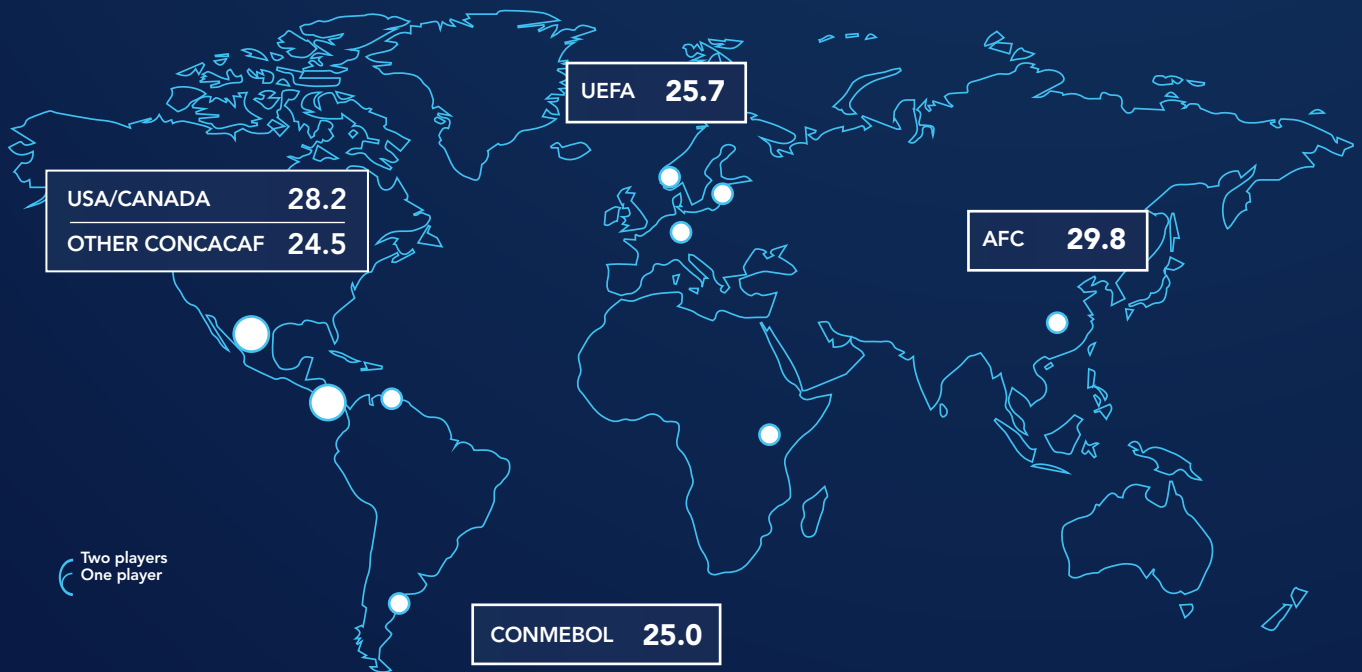 UEFA 25.7
USA/CANADA 28.2
OTHER CONCACAF 24.5
AFC 29.8
Two players
One player
CONMEBOL 25.0